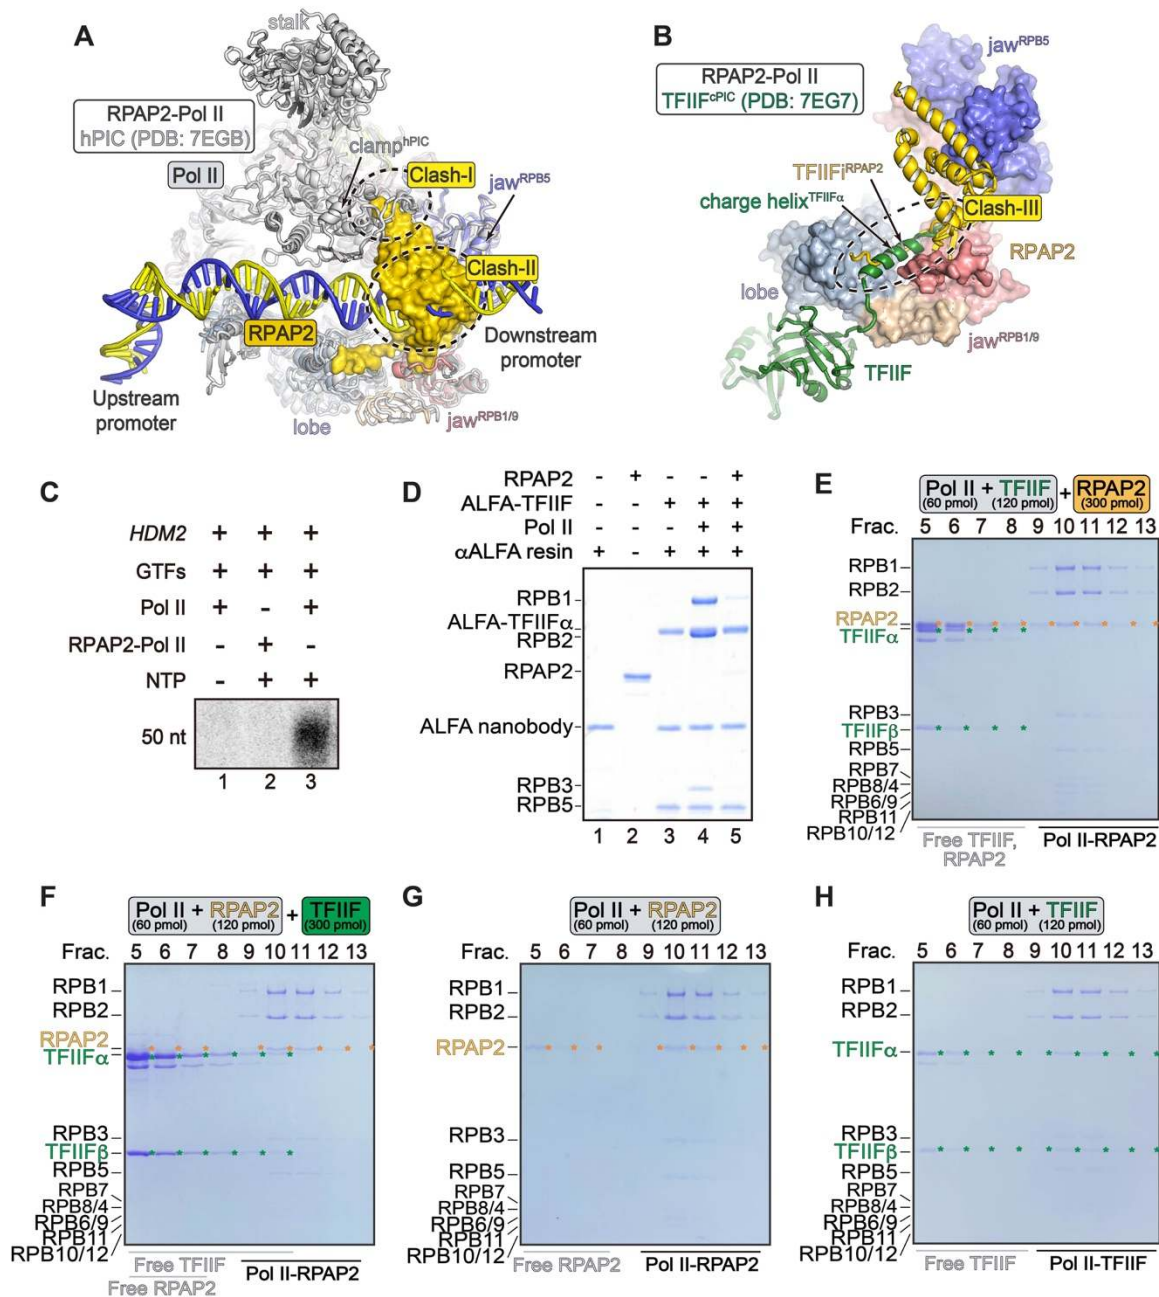 A
stalk
RPAP2-Pol II
hPIC (PDB: 7EGB)
Pol II
clamp^hPIC
Clash-I
jaw^RPB5
Clash-II
RPAP2
Downstream
promoter
Upstream
promoter
lobe
jaw^RPB1/9
B
jaw^RPB5
RPAP2-Pol II
TFIIF^cPIC (PDB: 7EG7)
TFIIFi^RPAP2
charge helix^TFIIFα
Clash-III
RPAP2
lobe
jaw^RPB1/9
TFIIF
C
HDM2 + + +
GTFs + + +
Pol II + - +
RPAP2-Pol II - + -
NTP - + +
50 nt
1 2 3
D
RPAP2 - + - - +
ALFA-TFIIF - - + + +
Pol II - - - + +
αALFA resin + - + + +
RPB1
ALFA-TFIIFα
RPB2
RPAP2
ALFA nanobody
RPB3
RPB5
1 2 3 4 5
E
Pol II + TFIIF + RPAP2
(60 pmol) (120 pmol) (300 pmol)
Frac. 5 6 7 8 9 10 11 12 13
RPB1
RPB2
RPAP2
TFIIFα
RPB3
TFIIFβ
RPB5
RPB7
RPB8/4
RPB6/9
RPB11
RPB10/12
Free TFIIF, Pol II-RPAP2
RPAP2
F
Pol II + RPAP2 + TFIIF
(60 pmol) (120 pmol) (300 pmol)
Frac. 5 6 7 8 9 10 11 12 13
RPB1
RPB2
RPAP2
TFIIFα
RPB3
TFIIFβ
RPB5
RPB7
RPB8/4
RPB6/9
RPB11
RPB10/12
Free TFIIF Pol II-RPAP2
Free RPAP2
G
Pol II + RPAP2
(60 pmol) (120 pmol)
Frac. 5 6 7 8 9 10 11 12 13
RPB1
RPB2
RPAP2
RPB3
RPB5
RPB7
RPB8/4
RPB6/9
RPB11
RPB10/12
Free RPAP2 Pol II-RPAP2
H
Pol II + TFIIF
(60 pmol) (120 pmol)
Frac. 5 6 7 8 9 10 11 12 13
RPB1
RPB2
TFIIFα
RPB3
TFIIFβ
RPB5
RPB7
RPB8/4
RPB6/9
RPB11
RPB10/12
Free TFIIF Pol II-TFIIF